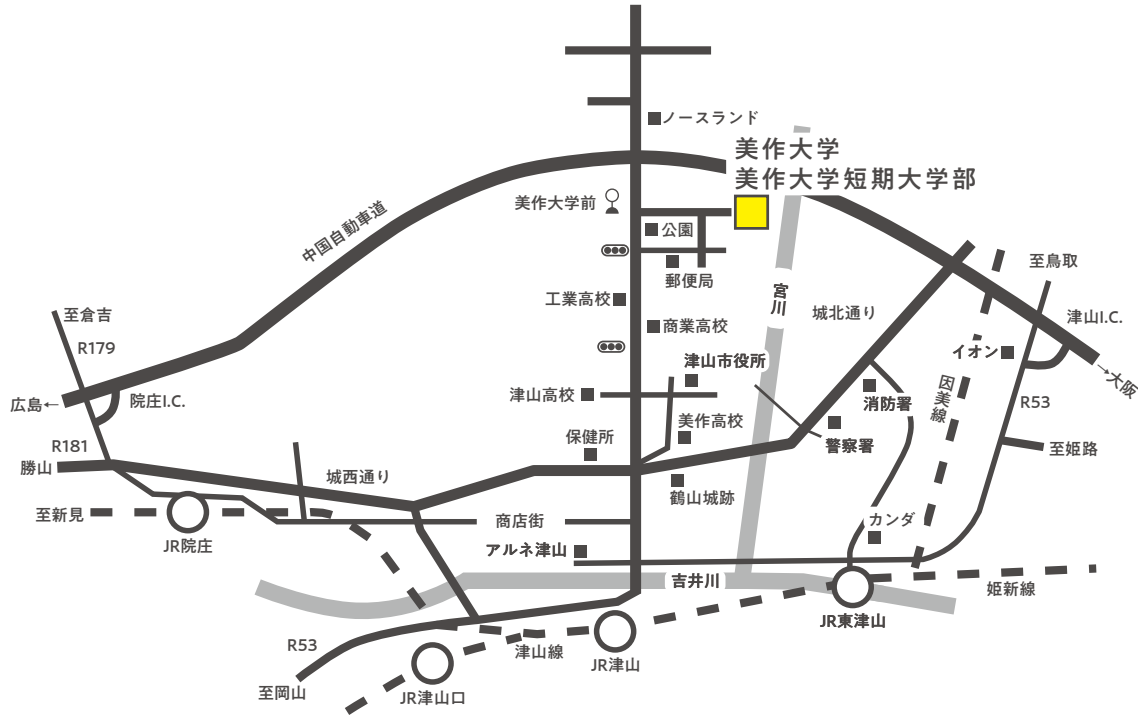 ノースランド
美作大学
美作大学短期大学部
美作大学前
公園
中国自動車道
郵便局
至鳥取
宮川
工業高校
城北通り
至倉吉
津山I.C.
商業高校
R179
イオン
津山市役所
→大阪
院庄I.C.
広島←
津山高校
因美線
R53
消防署
美作高校
保健所
警察署
R181
至姫路
勝山
城西通り
鶴山城跡
至新見
商店街
カンダ
JR院庄
アルネ津山
吉井川
姫新線
JR東津山
R53
津山線
JR津山
至岡山
JR津山口